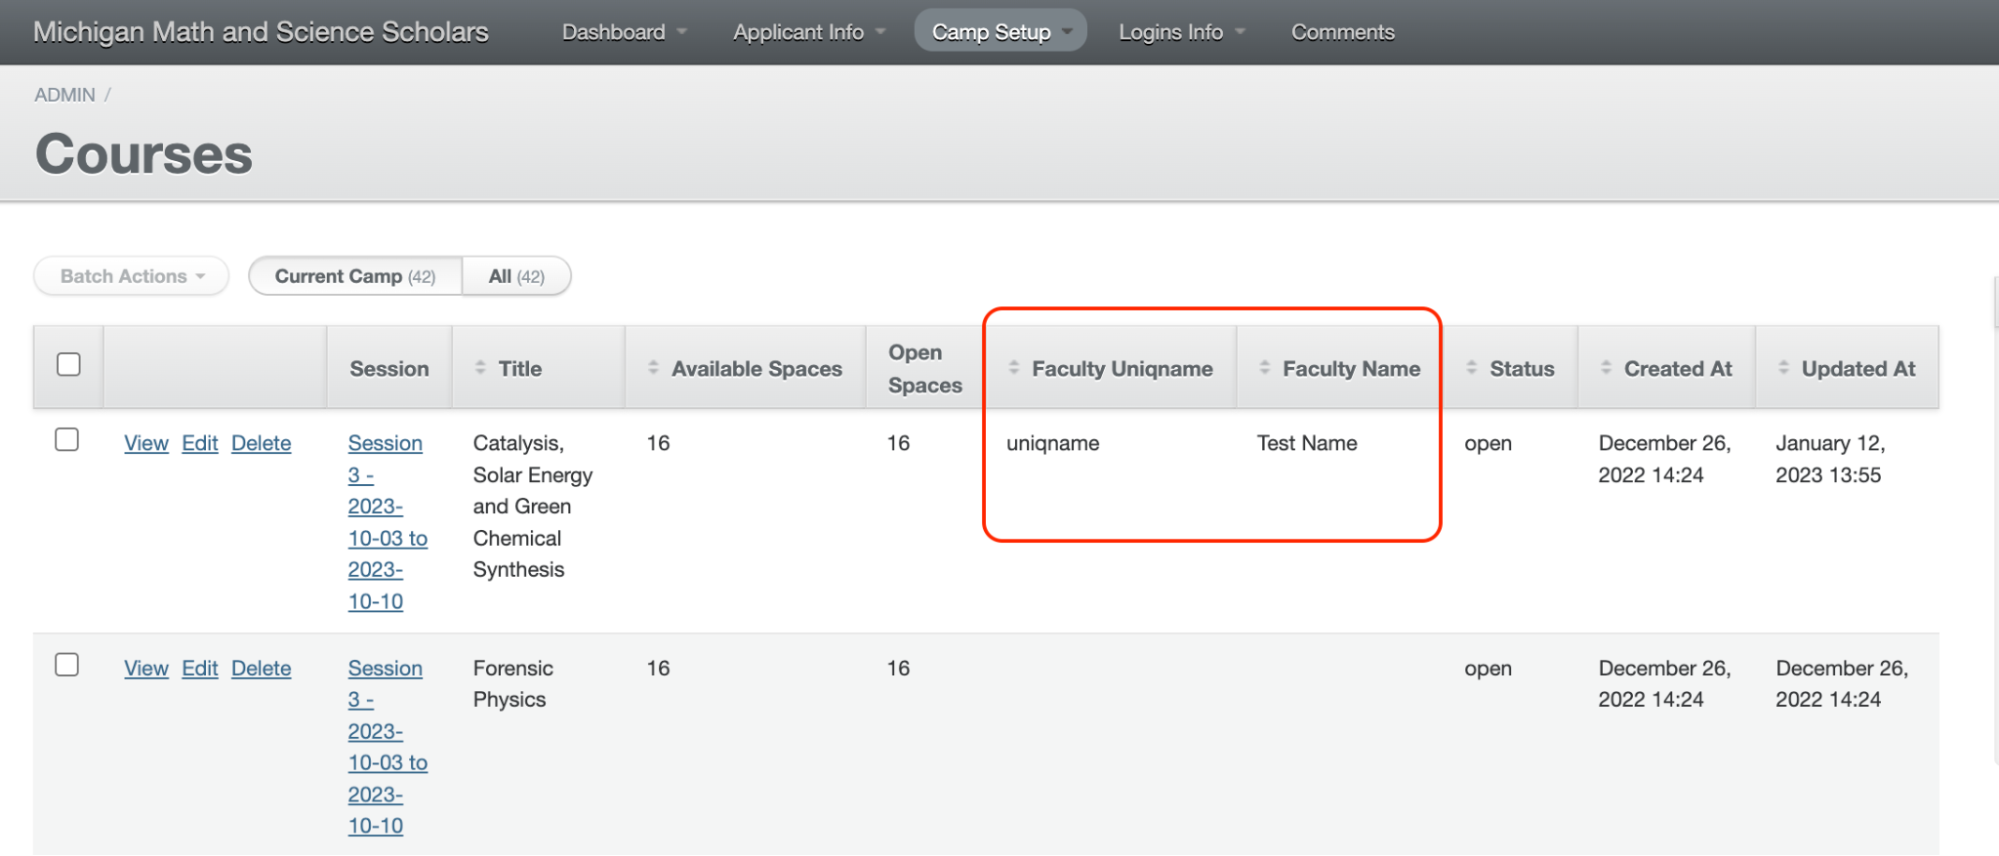 Michigan Math and Science Scholars Dashboard Applicant Info Camp Setup Logins Info Comments
ADMIN /
Courses
Batch Actions Current Camp (42) All (42)
Session Title Available Spaces Open Spaces Faculty Uniqname Faculty Name Status Created At Updated At
View Edit Delete Session Catalysis, 16 16 uniqname Test Name open December 26, January 12,
3 - Solar Energy 2022 14:24 2023 13:55
2023- and Green
10-03 to Chemical
2023- Synthesis
10-10
View Edit Delete Session Forensic 16 16 open December 26, December 26,
3 - Physics 2022 14:24 2022 14:24
2023-
10-03 to
2023-
10-10